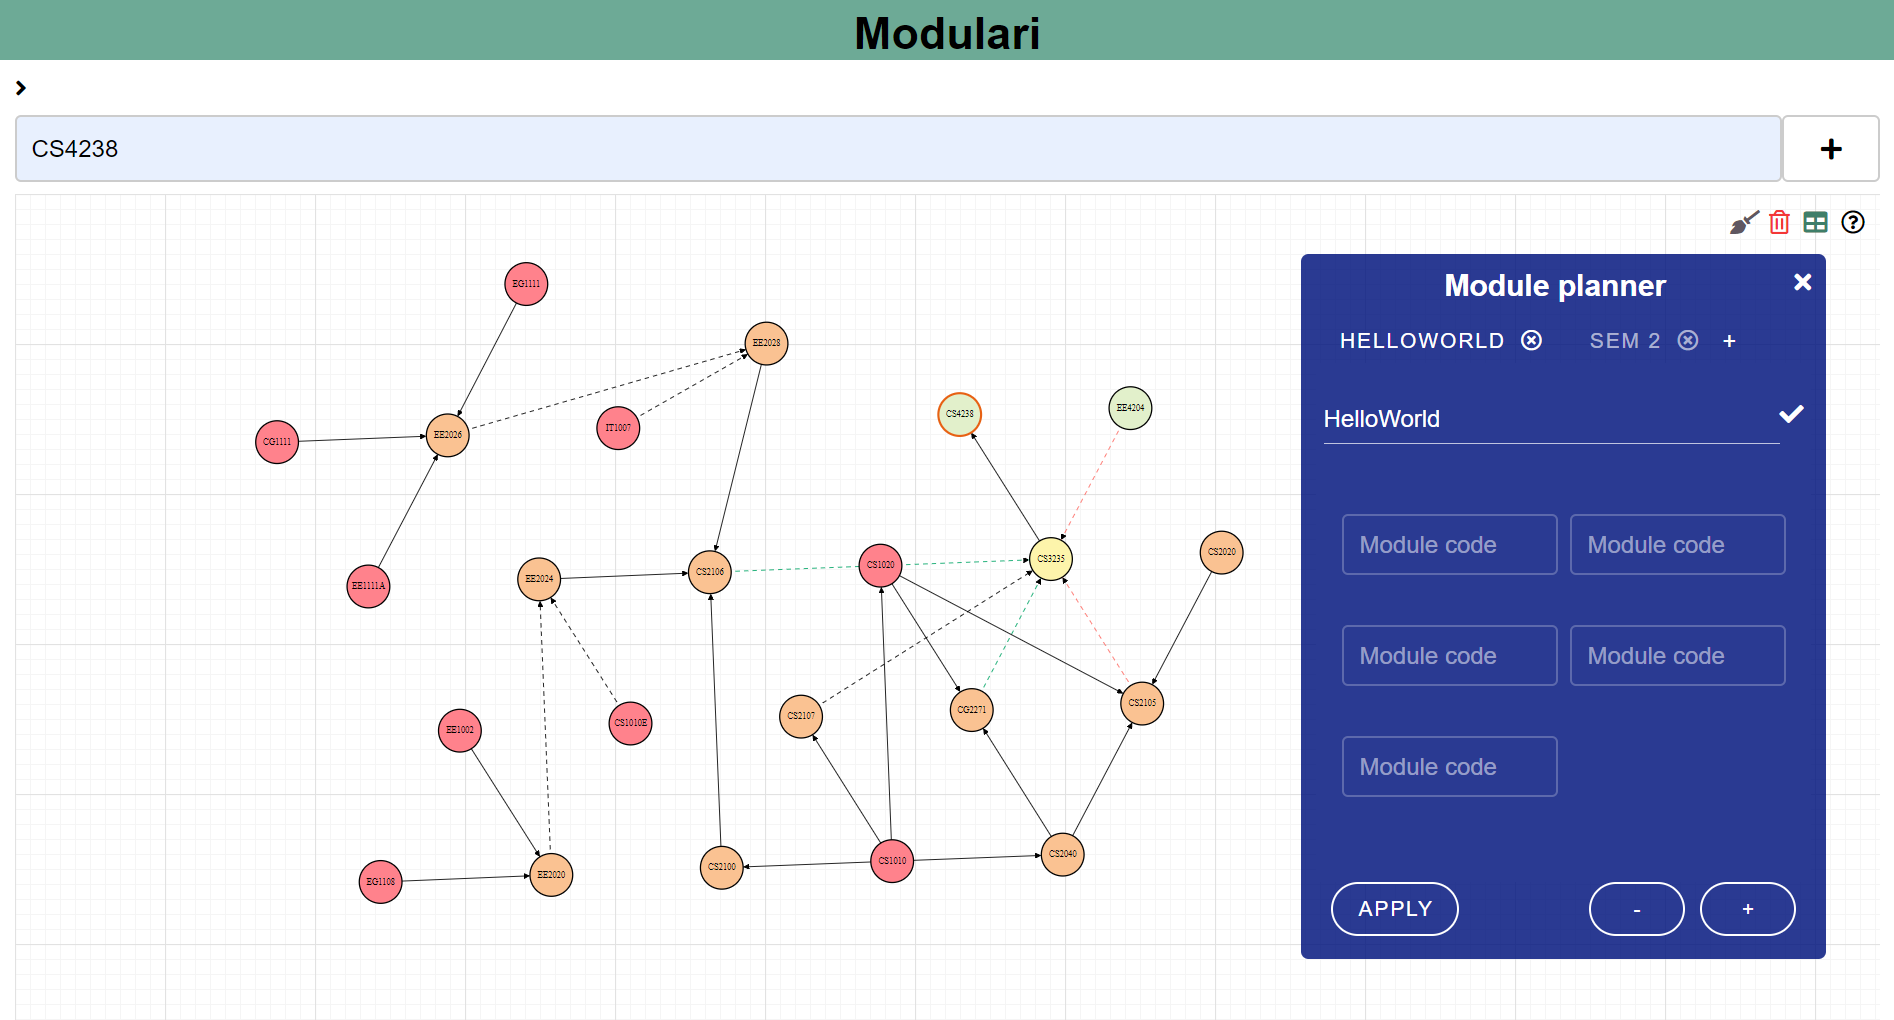 Modulari
CS4238
+
Module planner
HELLOWORLD
SEM 2
+
HelloWorld
Module code
Module code
Module code
Module code
Module code
APPLY
-
+
EG1111
EE2028
CS4238
EE4204
IT1007
CG1111
EE2026
CS2020
CS3235
CS1020
CS2106
EE2024
EE1111A
CS2105
CG2271
CS2107
CS1010E
EE1002
CS2040
CS1010
CS2100
EE2020
EG1108